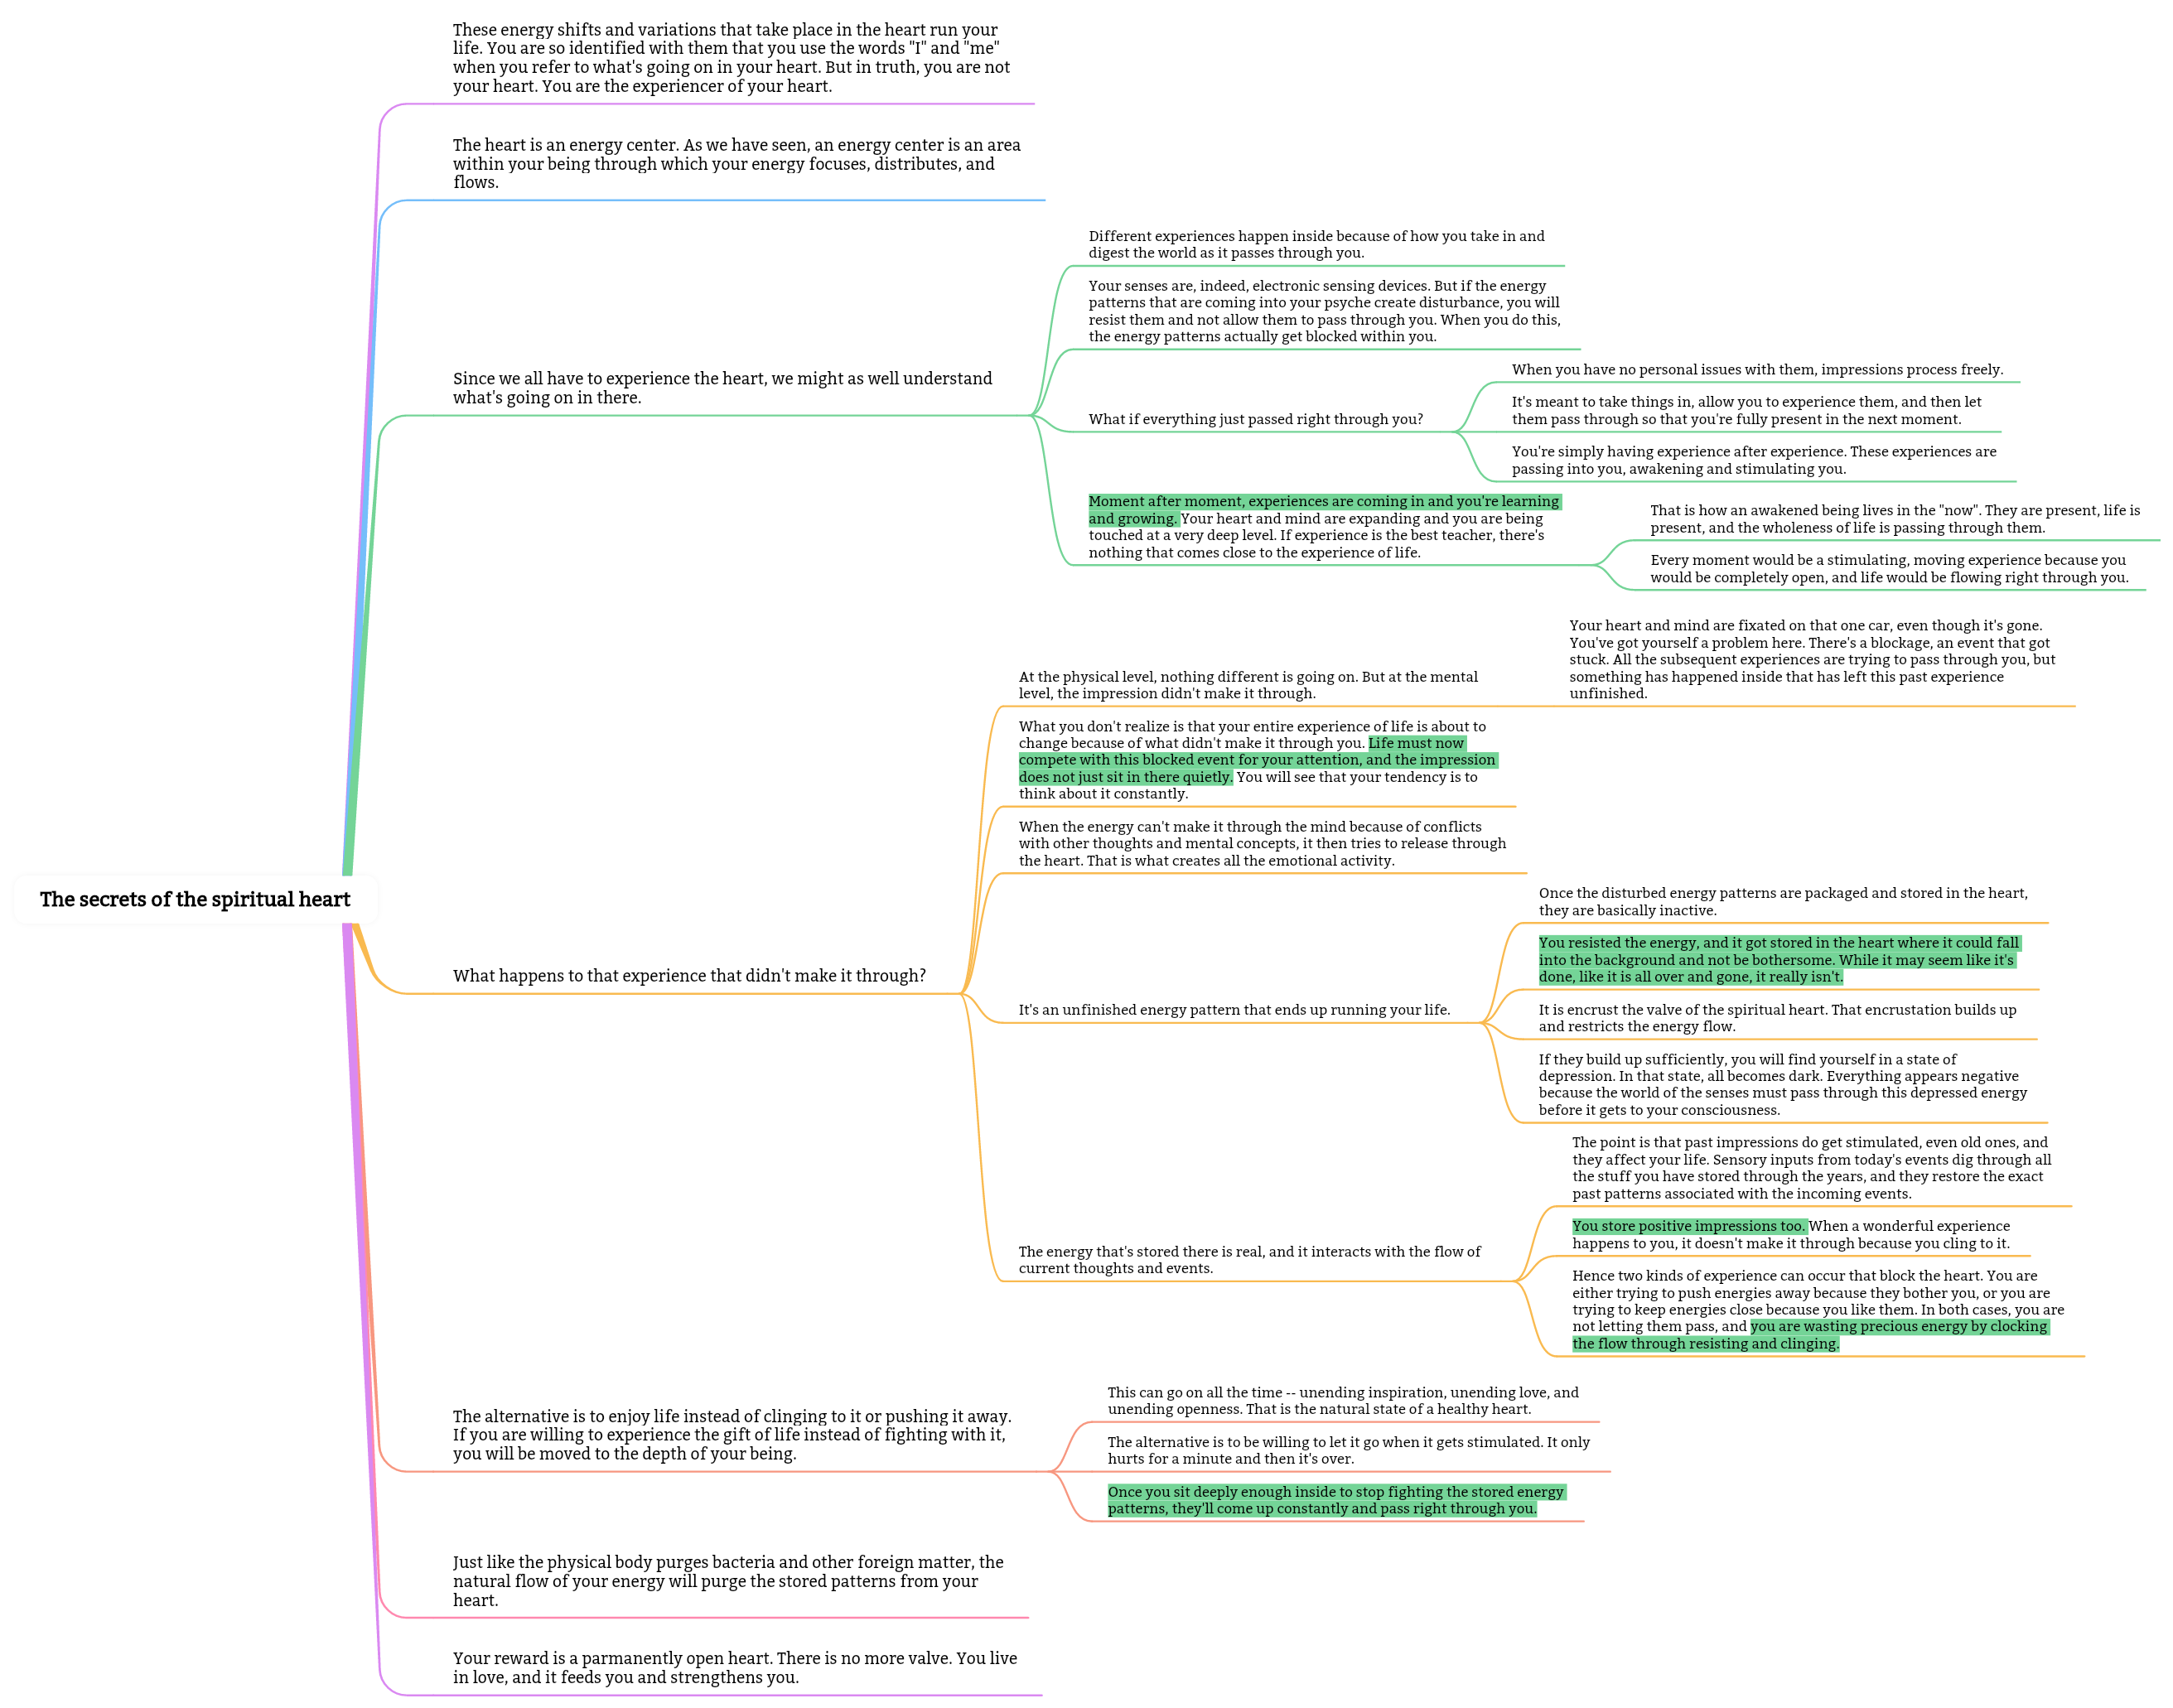 These energy shifts and variations that take place in the heart run your
life. You are so identified with them that you use the words "I" and "me"
when you refer to what's going on in your heart. But in truth, you are not
your heart. You are the experiencer of your heart.
The heart is an energy center. As we have seen, an energy center is an area
within your being through which your energy focuses, distributes, and
flows.
Since we all have to experience the heart, we might as well understand
what's going on in there.
Different experiences happen inside because of how you take in and
digest the world as it passes through you.
Your senses are, indeed, electronic sensing devices. But if the energy
patterns that are coming into your psyche create disturbance, you will
resist them and not allow them to pass through you. When you do this,
the energy patterns actually get blocked within you.
What if everything just passed right through you?
When you have no personal issues with them, impressions process freely.
It's meant to take things in, allow you to experience them, and then let
them pass through so that you're fully present in the next moment.
You're simply having experience after experience. These experiences are
passing into you, awakening and stimulating you.
Moment after moment, experiences are coming in and you're learning
and growing. Your heart and mind are expanding and you are being
touched at a very deep level. If experience is the best teacher, there's
nothing that comes close to the experience of life.
That is how an awakened being lives in the "now". They are present, life is
present, and the wholeness of life is passing through them.
Every moment would be a stimulating, moving experience because you
would be completely open, and life would be flowing right through you.
The secrets of the spiritual heart
What happens to that experience that didn't make it through?
At the physical level, nothing different is going on. But at the mental
level, the impression didn't make it through.
Your heart and mind are fixated on that one car, even though it's gone.
You've got yourself a problem here. There's a blockage, an event that got
stuck. All the subsequent experiences are trying to pass through you, but
something has happened inside that has left this past experience
unfinished.
What you don't realize is that your entire experience of life is about to
change because of what didn't make it through you. Life must now
compete with this blocked event for your attention, and the impression
does not just sit in there quietly. You will see that your tendency is to
think about it constantly.
When the energy can't make it through the mind because of conflicts
with other thoughts and mental concepts, it then tries to release through
the heart. That is what creates all the emotional activity.
It's an unfinished energy pattern that ends up running your life.
Once the disturbed energy patterns are packaged and stored in the heart,
they are basically inactive.
You resisted the energy, and it got stored in the heart where it could fall
into the background and not be bothersome. While it may seem like it's
done, like it is all over and gone, it really isn't.
It is encrust the valve of the spiritual heart. That encrustation builds up
and restricts the energy flow.
If they build up sufficiently, you will find yourself in a state of
depression. In that state, all becomes dark. Everything appears negative
because the world of the senses must pass through this depressed energy
before it gets to your consciousness.
The energy that's stored there is real, and it interacts with the flow of
current thoughts and events.
The point is that past impressions do get stimulated, even old ones, and
they affect your life. Sensory inputs from today's events dig through all
the stuff you have stored through the years, and they restore the exact
past patterns associated with the incoming events.
You store positive impressions too. When a wonderful experience
happens to you, it doesn't make it through because you cling to it.
Hence two kinds of experience can occur that block the heart. You are
either trying to push energies away because they bother you, or you are
trying to keep energies close because you like them. In both cases, you are
not letting them pass, and you are wasting precious energy by clocking
the flow through resisting and clinging.
The alternative is to enjoy life instead of clinging to it or pushing it away.
If you are willing to experience the gift of life instead of fighting with it,
you will be moved to the depth of your being.
This can go on all the time -- unending inspiration, unending love, and
unending openness. That is the natural state of a healthy heart.
The alternative is to be willing to let it go when it gets stimulated. It only
hurts for a minute and then it's over.
Once you sit deeply enough inside to stop fighting the stored energy
patterns, they'll come up constantly and pass right through you.
Just like the physical body purges bacteria and other foreign matter, the
natural flow of your energy will purge the stored patterns from your
heart.
Your reward is a parmanently open heart. There is no more valve. You live
in love, and it feeds you and strengthens you.